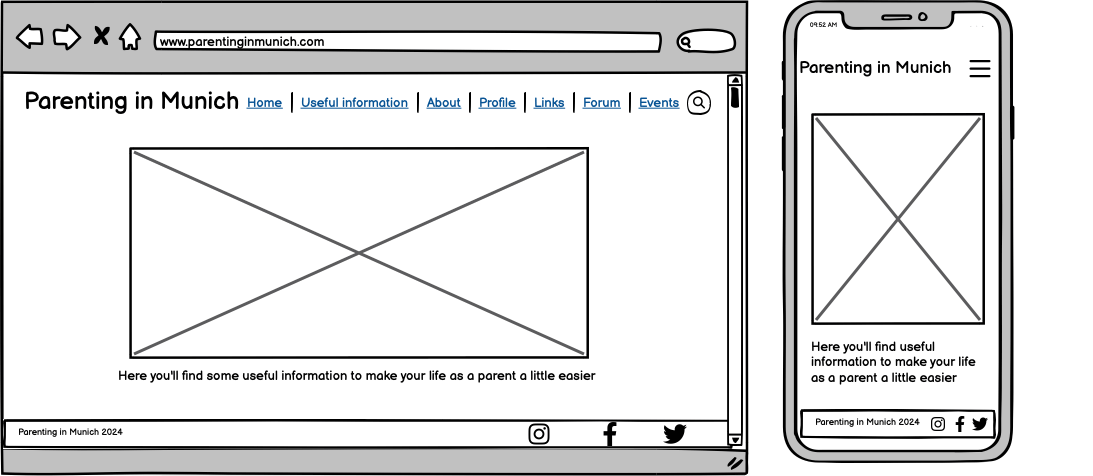 www.parentinginmunich.com
Parenting in Munich Home Useful information About Profile Links Forum Events
Here you'll find some useful information to make your life as a parent a little easier
Parenting in Munich 2024
09:52 AM
Parenting in Munich
Here you'll find useful
information to make your life
as a parent a little easier
Parenting in Munich 2024